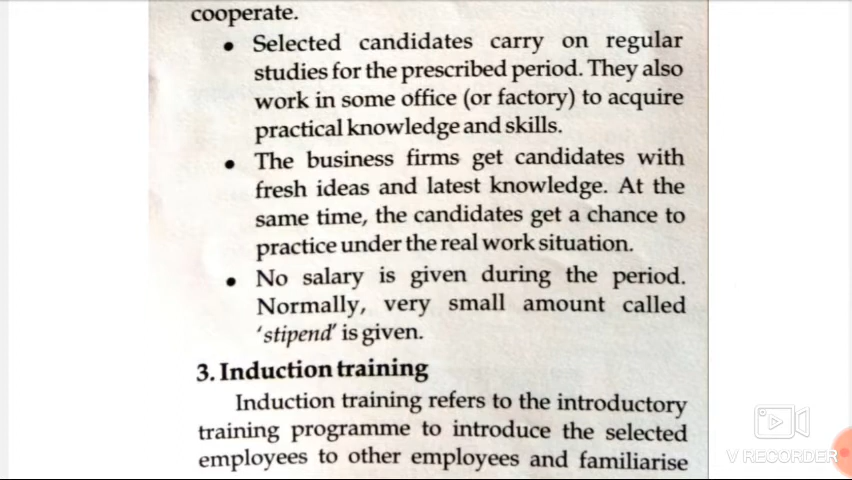 cooperate.
• Selected candidates carry on regular
studies for the prescribed period. They also
work in some office (or factory) to acquire
practical knowledge and skills.
• The business firms get candidates with
fresh ideas and latest knowledge. At the
same time, the candidates get a chance to
practice under the real work situation.
• No salary is given during the period.
Normally, very small amount called
'stipend' is given.
3. Induction training
Induction training refers to the introductory
training programme to introduce the selected
employees to other employees and familiarise
V RECORDER